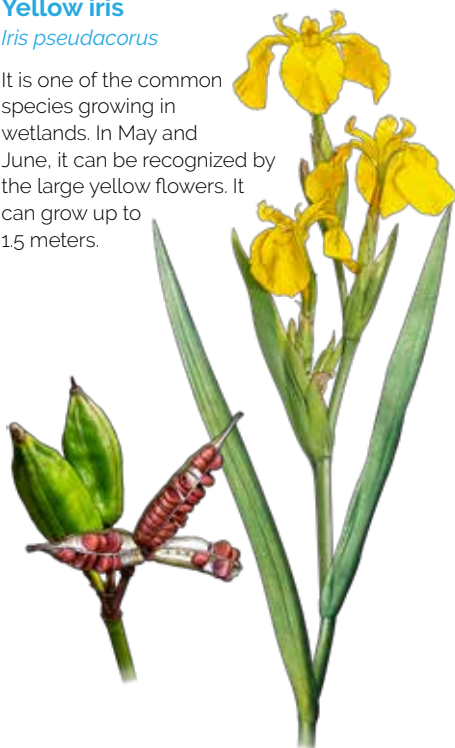 Yellow iris
Iris pseudacorus
It is one of the common
species growing in
wetlands. In May and
June, it can be recognized by
the large yellow flowers. It
can grow up to
1.5 meters.